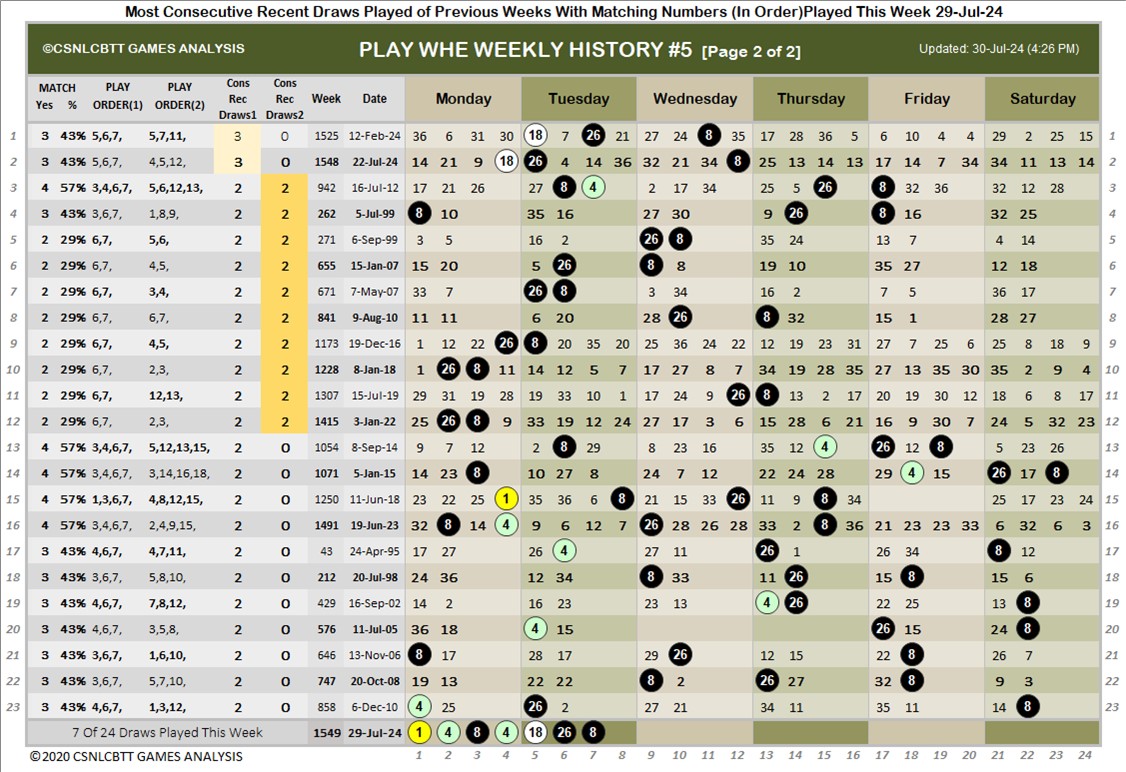 Most Consecutive Recent Draws Played of Previous Weeks With Matching Numbers (In Order)Played This Week 29-Jul-24
©CSNLCBTT GAMES ANALYSIS PLAY WHE WEEKLY HISTORY #5 [Page 2 of 2] Updated: 30-Jul-24 (4:26 PM)
MATCH Yes % PLAY ORDER(1) PLAY ORDER(2) Cons Rec Draws1 Cons Rec Draws2 Week Date Monday Tuesday Wednesday Thursday Friday Saturday
1 3 43% 5,6,7, 5,7,11, 3 0 1525 12-Feb-24 36 6 31 30 18 7 26 21 27 24 8 35 17 28 36 5 6 10 4 4 29 2 25 15 1
2 3 43% 5,6,7, 4,5,12, 3 0 1548 22-Jul-24 14 21 9 18 26 4 14 36 32 21 34 8 25 13 14 13 17 14 7 34 34 11 13 14 2
3 4 57% 3,4,6,7, 5,6,12,13, 2 2 942 16-Jul-12 17 21 26 27 8 4 2 17 34 25 5 26 8 32 36 32 12 28 3
4 3 43% 3,6,7, 1,8,9, 2 2 262 5-Jul-99 8 10 35 16 27 30 9 26 8 16 32 25 4
5 2 29% 6,7, 5,6, 2 2 271 6-Sep-99 3 5 16 2 26 8 35 24 13 7 4 14 5
6 2 29% 6,7, 4,5, 2 2 655 15-Jan-07 15 20 5 26 8 8 19 10 35 27 12 18 6
7 2 29% 6,7, 3,4, 2 2 671 7-May-07 33 7 26 8 3 34 16 2 7 5 36 17 7
8 2 29% 6,7, 6,7, 2 2 841 9-Aug-10 11 11 6 20 28 26 8 32 15 1 28 27 8
9 2 29% 6,7, 4,5, 2 2 1173 19-Dec-16 1 12 22 26 8 20 35 20 25 36 24 22 12 19 23 31 27 7 25 6 25 8 18 9 9
10 2 29% 6,7, 2,3, 2 2 1228 8-Jan-18 1 26 8 11 14 12 5 7 17 27 8 7 34 19 28 35 27 13 35 30 35 2 9 4 10
11 2 29% 6,7, 12,13, 2 2 1307 15-Jul-19 29 31 19 28 19 33 10 1 17 24 9 26 8 13 2 17 20 19 30 12 18 6 8 17 11
12 2 29% 6,7, 2,3, 2 2 1415 3-Jan-22 25 26 8 9 33 19 12 24 27 17 3 6 15 28 6 21 16 9 30 7 24 5 32 23 12
13 4 57% 3,4,6,7, 5,12,13,15, 2 0 1054 8-Sep-14 9 7 12 2 8 29 8 23 16 35 12 4 26 12 8 5 23 26 13
14 4 57% 3,4,6,7, 3,14,16,18, 2 0 1071 5-Jan-15 14 23 8 10 27 8 24 7 12 22 24 28 29 4 15 26 17 8 14
15 4 57% 1,3,6,7, 4,8,12,15, 2 0 1250 11-Jun-18 23 22 25 1 35 36 6 8 21 15 33 26 11 9 8 34 25 17 23 24 15
16 4 57% 3,4,6,7, 2,4,9,15, 2 0 1491 19-Jun-23 32 8 14 4 9 6 12 7 26 28 26 28 33 2 8 36 21 23 23 33 6 32 6 3 16
17 3 43% 4,6,7, 4,7,11, 2 0 43 24-Apr-95 17 27 26 4 27 11 26 1 26 34 8 12 17
18 3 43% 3,6,7, 5,8,10, 2 0 212 20-Jul-98 24 36 12 34 8 33 11 26 15 8 15 6 18
19 3 43% 4,6,7, 7,8,12, 2 0 429 16-Sep-02 14 2 16 23 23 13 4 26 22 25 13 8 19
20 3 43% 4,6,7, 3,5,8, 2 0 576 11-Jul-05 36 18 4 15 26 15 24 8 20
21 3 43% 3,6,7, 1,6,10, 2 0 646 13-Nov-06 8 17 28 17 29 26 12 15 22 8 26 7 21
22 3 43% 3,6,7, 5,7,10, 2 0 747 20-Oct-08 19 13 22 22 8 2 26 27 32 8 9 3 22
23 3 43% 4,6,7, 1,3,12, 2 0 858 6-Dec-10 4 25 26 2 27 21 34 11 35 11 14 8 23
7 Of 24 Draws Played This Week 1549 29-Jul-24 1 4 8 4 18 26 8
©2020 CSNLCBTT GAMES ANALYSIS 1 2 3 4 5 6 7 8 9 10 11 12 13 14 15 16 17 18 19 20 21 22 23 24